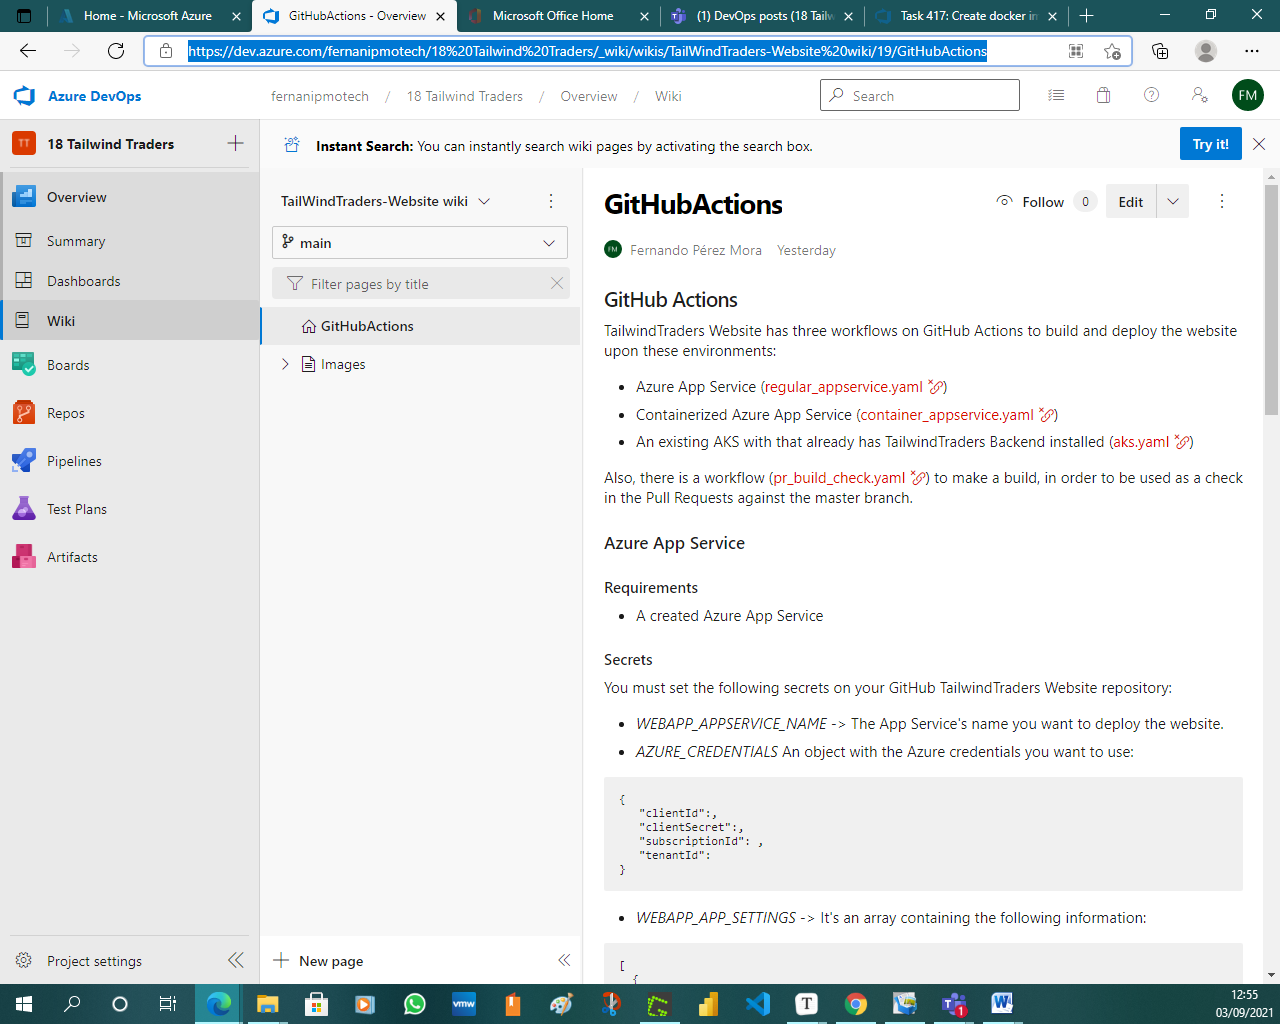 Home - Microsoft Azure
GitHubActions - Overview
Microsoft Office Home
(1) DevOps posts (18 Tailw
Task 417: Create docker im
https://dev.azure.com/fernanipmotech/18%20Tailwind%20Traders/_wiki/wikis/TailWindTraders-Website%20wiki/19/GitHubActions
Azure DevOps
fernanipmotech / 18 Tailwind Traders / Overview / Wiki
Search
FM
TT
18 Tailwind Traders
Instant Search: You can instantly search wiki pages by activating the search box.
Try it!
Overview
Summary
Dashboards
Wiki
Boards
Repos
Pipelines
Test Plans
Artifacts
Project settings
TailWindTraders-Website wiki
main
Filter pages by title
GitHubActions
Images
New page
GitHubActions
Follow 0
Edit
FM Fernando Pérez Mora Yesterday
GitHub Actions
TailwindTraders Website has three workflows on GitHub Actions to build and deploy the website
upon these environments:
• Azure App Service (regular_appservice.yaml)
• Containerized Azure App Service (container_appservice.yaml)
• An existing AKS with that already has TailwindTraders Backend installed (aks.yaml)
Also, there is a workflow (pr_build_check.yaml) to make a build, in order to be used as a check
in the Pull Requests against the master branch.
Azure App Service
Requirements
• A created Azure App Service
Secrets
You must set the following secrets on your GitHub TailwindTraders Website repository:
• WEBAPP_APPSERVICE_NAME -> The App Service's name you want to deploy the website.
• AZURE_CREDENTIALS An object with the Azure credentials you want to use:
{
"clientId":,
"clientSecret":,
"subscriptionId": ,
"tenantId":
}
• WEBAPP_APP_SETTINGS -> It's an array containing the following information:
[
{
vmw
T
1
12:55
03/09/2021